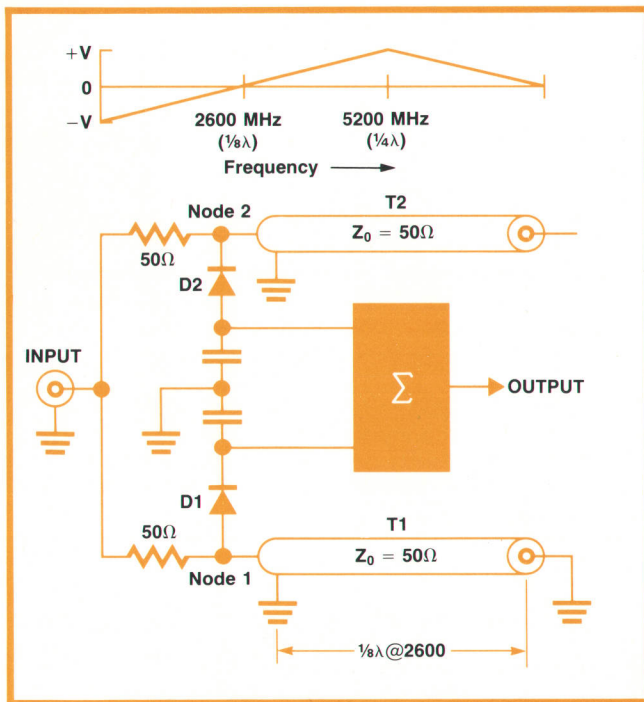 +V
0
−V
2600 MHz
(⅛λ)
5200 MHz
(¼λ)
Frequency
Node 2
T2
Z₀ = 50Ω
50Ω
D2
INPUT
Σ
OUTPUT
D1
T1
50Ω
Z₀ = 50Ω
Node 1
⅛λ@2600